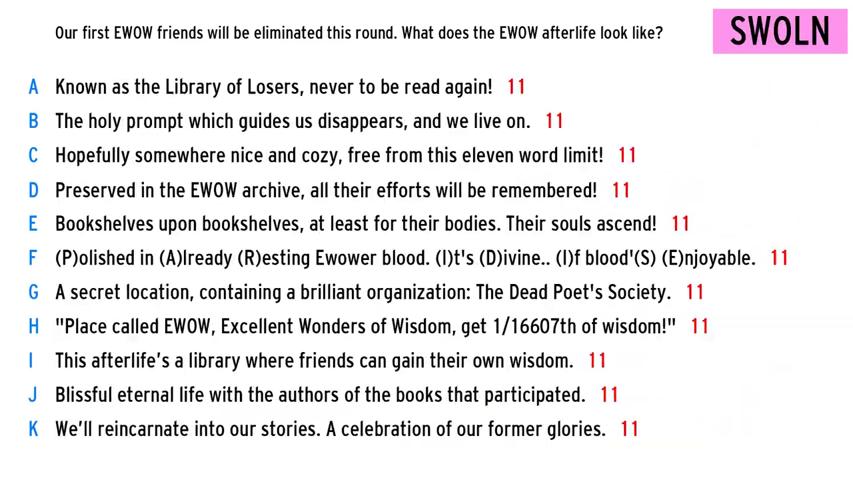 Our first EWOW friends will be eliminated this round. What does the EWOW afterlife look like?
SWOLN
A Known as the Library of Losers, never to be read again! 11
B The holy prompt which guides us disappears, and we live on. 11
C Hopefully somewhere nice and cozy, free from this eleven word limit! 11
D Preserved in the EWOW archive, all their efforts will be remembered! 11
E Bookshelves upon bookshelves, at least for their bodies. Their souls ascend! 11
F (P)olished in (A)lready (R)esting Ewower blood. (I)t's (D)ivine.. (I)f blood'(S) (E)njoyable. 11
G A secret location, containing a brilliant organization: The Dead Poet's Society. 11
H "Place called EWOW, Excellent Wonders of Wisdom, get 1/16607th of wisdom!" 11
I This afterlife’s a library where friends can gain their own wisdom. 11
J Blissful eternal life with the authors of the books that participated. 11
K We’ll reincarnate into our stories. A celebration of our former glories. 11